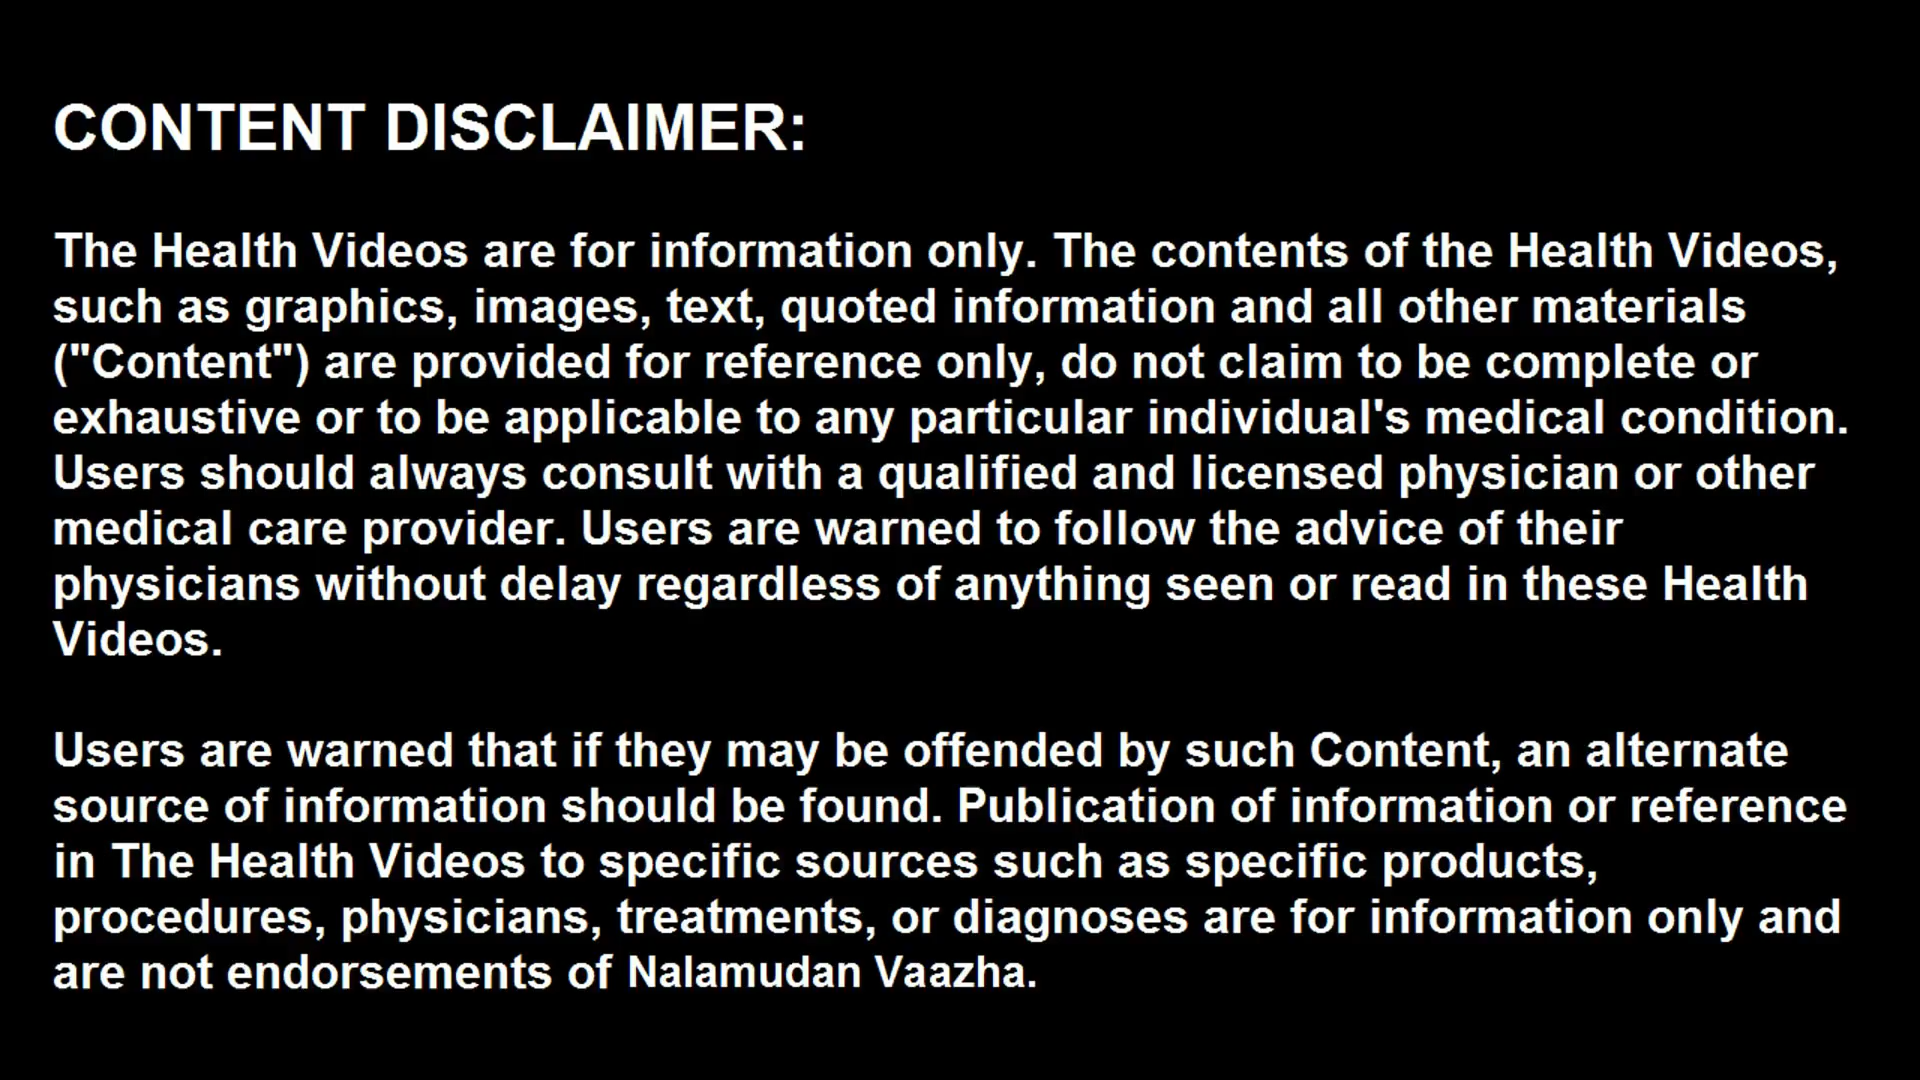 CONTENT DISCLAIMER:
The Health Videos are for information only. The contents of the Health Videos,
such as graphics, images, text, quoted information and all other materials
("Content") are provided for reference only, do not claim to be complete or
exhaustive or to be applicable to any particular individual's medical condition.
Users should always consult with a qualified and licensed physician or other
medical care provider. Users are warned to follow the advice of their
physicians without delay regardless of anything seen or read in these Health
Videos.
Users are warned that if they may be offended by such Content, an alternate
source of information should be found. Publication of information or reference
in The Health Videos to specific sources such as specific products,
procedures, physicians, treatments, or diagnoses are for information only and
are not endorsements of Nalamudan Vaazha.